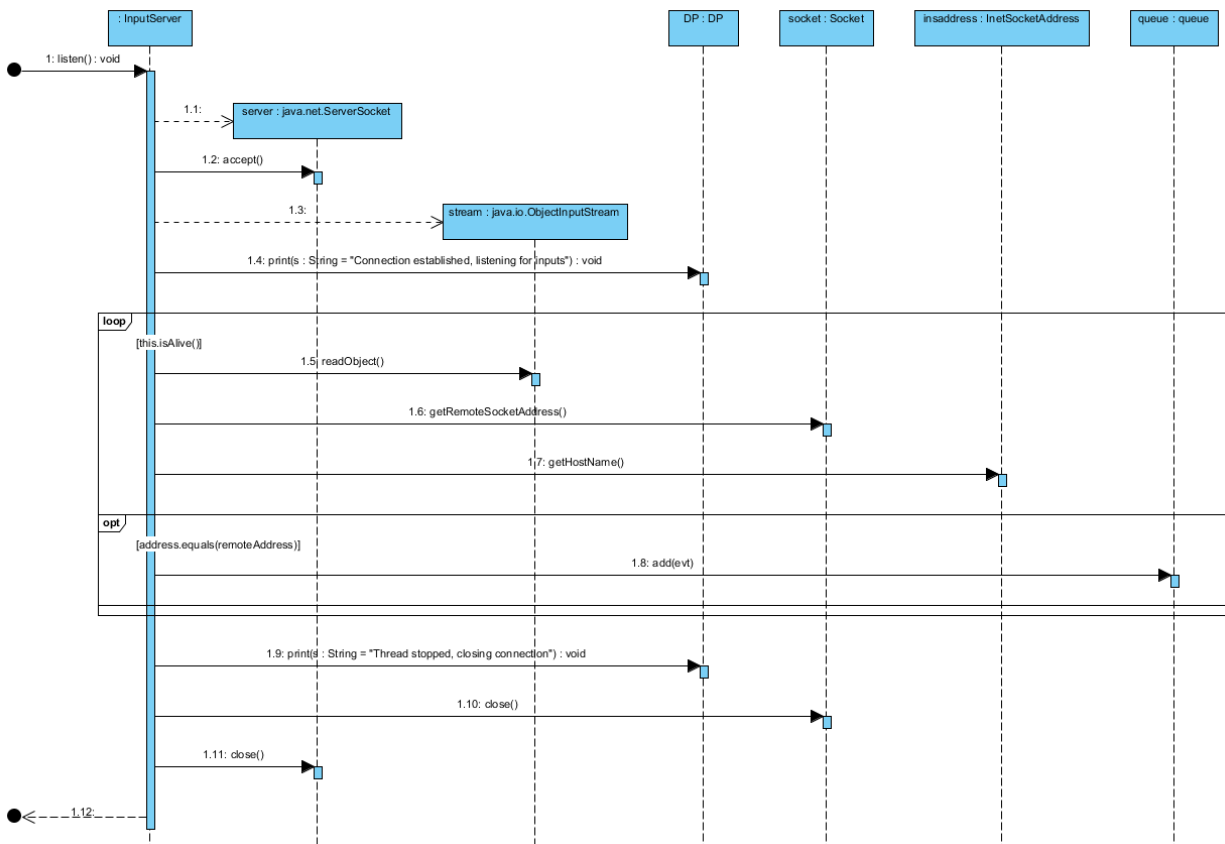 : InputServer
DP : DP
socket : Socket
insaddress : InetSocketAddress
queue : queue
1: listen() : void
1.1:
server : java.net.ServerSocket
1.2: accept()
1.3:
stream : java.io.ObjectInputStream
1.4: print(s : String = "Connection established, listening for inputs") : void
loop
[this.isAlive()]
1.5: readObject()
1.6: getRemoteSocketAddress()
1.7: getHostName()
opt
[address.equals(remoteAddress)]
1.8: add(evt)
1.9: print(s : String = "Thread stopped, closing connection") : void
1.10: close()
1.11: close()
1.12: